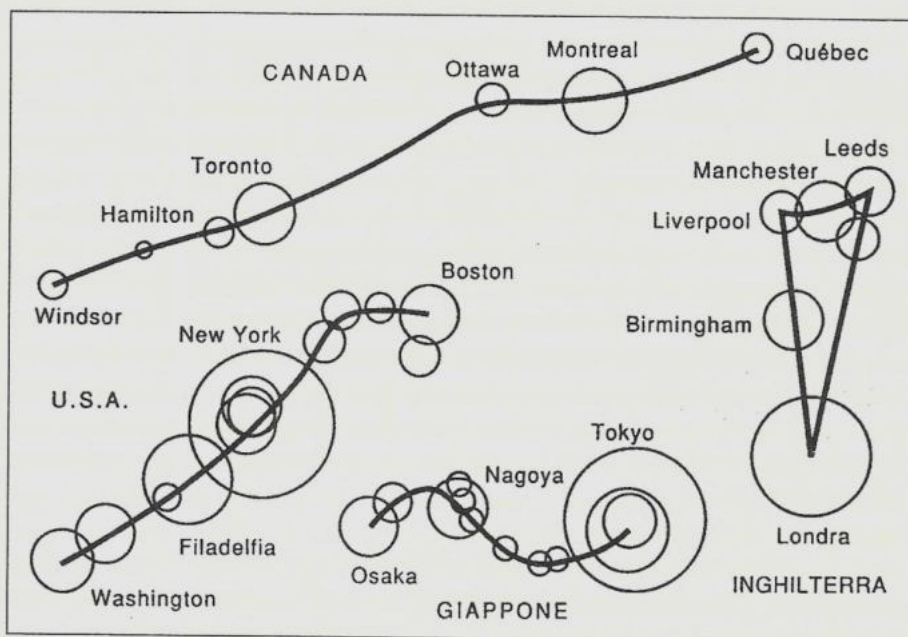 Montreal
Québec
CANADA
Ottawa
Toronto
Hamilton
Windsor
Leeds
Manchester
Liverpool
Birmingham
Londra
INGHILTERRA
Boston
New York
U.S.A.
Filadelfia
Washington
Tokyo
Nagoya
Osaka
GIAPPONE